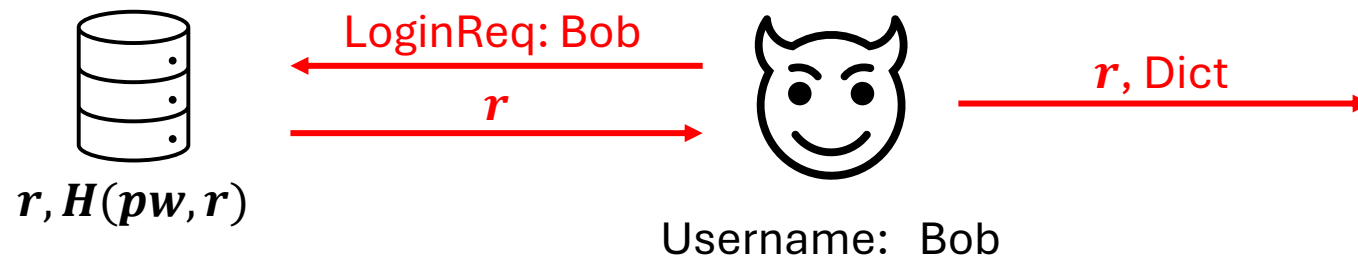 LoginReq: Bob
r
r, Dict
r, H(pw, r)
Username: Bob